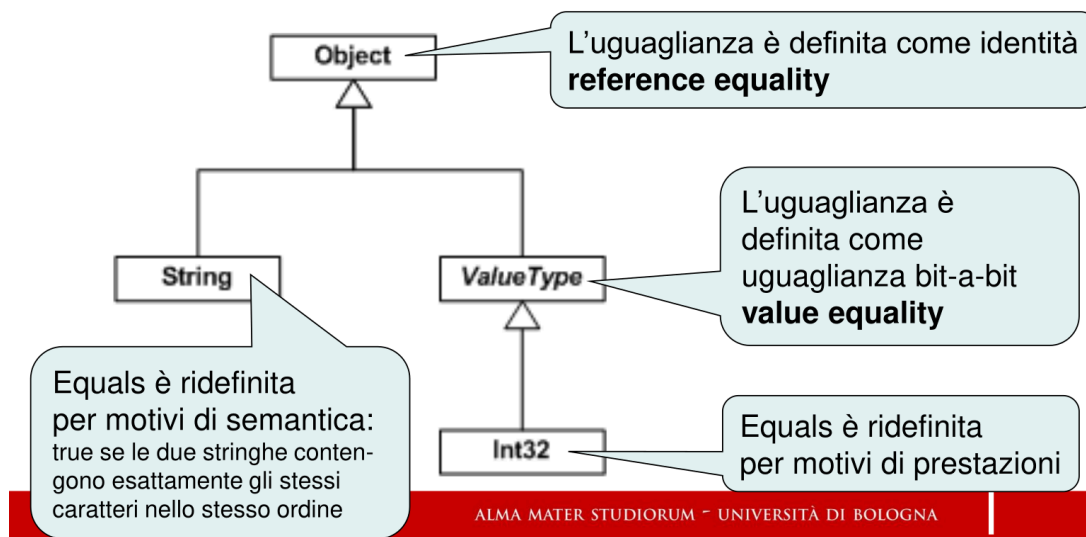 Object
L'uguaglianza è definita come identità
reference equality
String
ValueType
L'uguaglianza è
definita come
uguaglianza bit-a-bit
value equality
Equals è ridefinita
per motivi di semantica:
true se le due stringhe conten-
gono esattamente gli stessi
caratteri nello stesso ordine
Int32
Equals è ridefinita
per motivi di prestazioni
ALMA MATER STUDIORUM – UNIVERSITÀ DI BOLOGNA